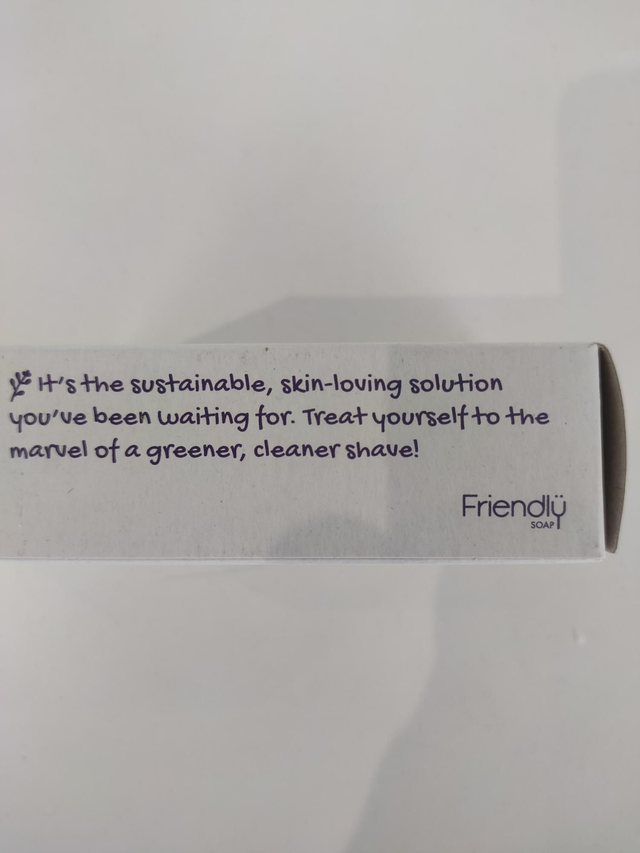 It's the sustainable, skin-loving solution
you've been waiting for. Treat yourself to the
marvel of a greener, cleaner shave!
Friendlÿ
SOAP